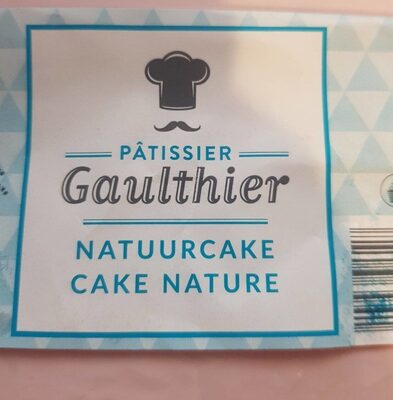 PÂTISSIER
Gaulthier
NATUURCAKE
CAKE NATURE